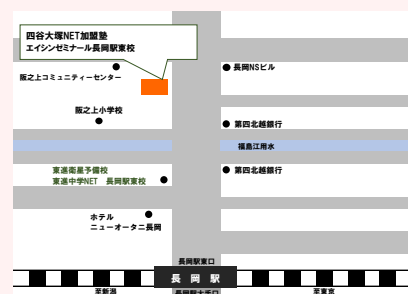 四谷大塚NET加盟塾
エイシンセミナール長岡駅東校
長岡NSビル
阪之上コミュニティーセンター
阪之上小学校
第四北越銀行
福島江用水
東進衛星予備校
東進中学NET 長岡駅東校
第四北越銀行
ホテル
ニューオータニ長岡
長岡駅東口
長岡駅
至新潟
長岡駅大手口
至東京